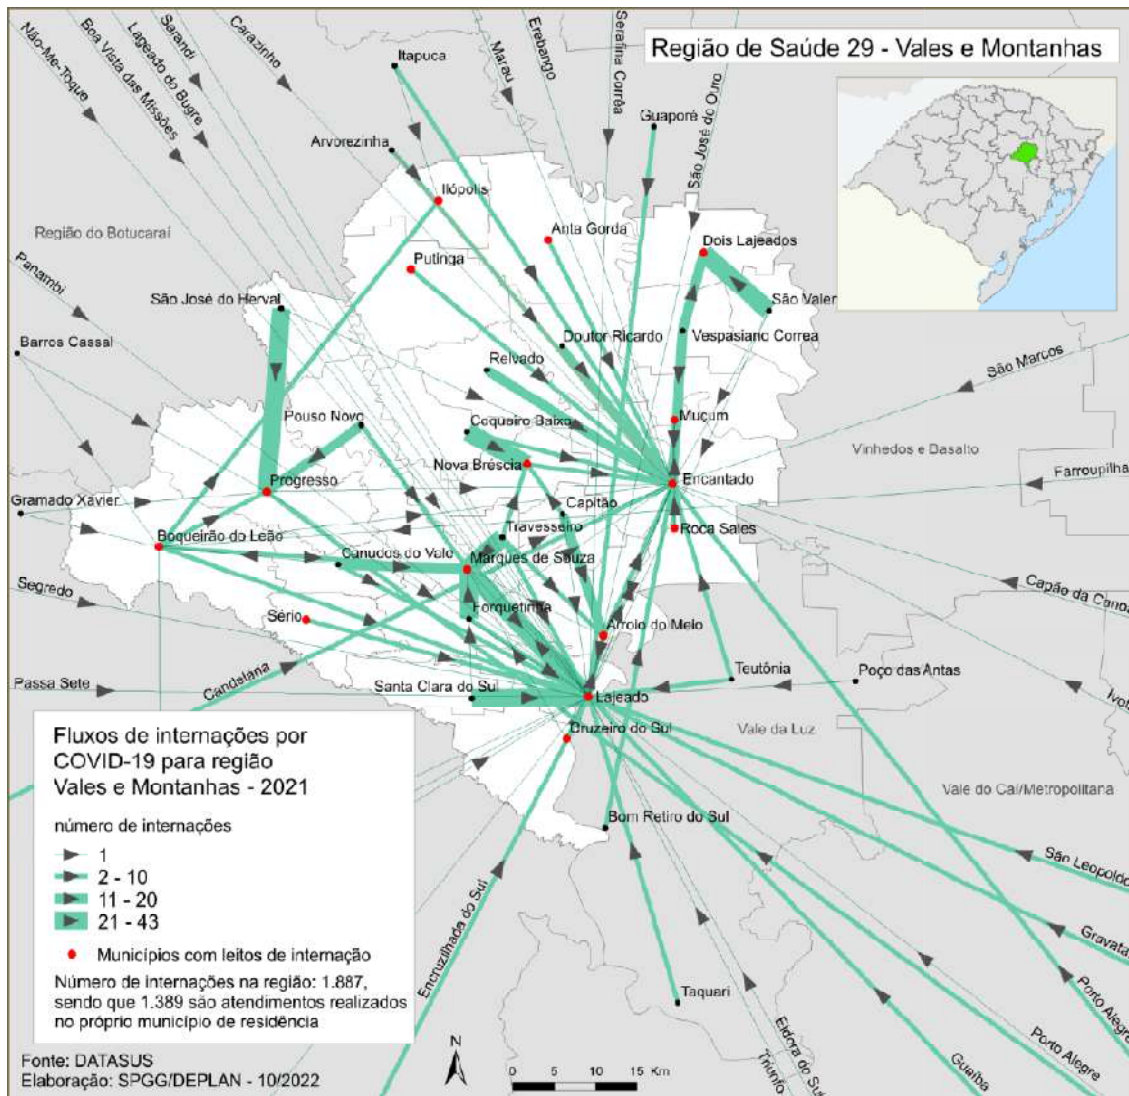 Região de Saúde 29 - Vales e Montanhas
Não-Me-Toque
Boa Vista das Missões
Lageado do Bugre
Sarandi
Carazinho
Itapuca
Marau
Erebango
Serafina Corrêa
São José do Ouro
Guaporé
Arvorezinha
Ilópolis
Anta Gorda
Dois Lajeados
Região do Botucaraí
Putinga
Panambi
São José do Herval
São Valen
Doutor Ricardo
Vespasiano Correa
Barros Cassal
Relvado
São Marcos
Pouso Novo
Coqueiro Baixo
Muçum
Vinhedos e Basalto
Nova Bréscia
Farroupilha
Progresso
Encantado
Gramado Xavier
Capitão
Travesseiro
Roca Sales
Boqueirão do Leão
Canudos do Vale
Marques de Souza
Segredo
Capão da Canoa
Sério
Forquetinha
Arroio do Meio
Candelária
Teutônia
Poço das Antas
Passa Sete
Santa Clara do Sul
Lajeado
Ivoti
Cruzeiro do Sul
Vale da Luz
Vale do Caí/Metropolitana
Bom Retiro do Sul
São Leopoldo
Encruzilhada do Sul
Gravata
Taquari
Porto Alegre
Porto Alegre
Eldora do Sul
Triunfo
Guaíba
Fluxos de internações por
COVID-19 para região
Vales e Montanhas - 2021
número de internações
1
2 - 10
11 - 20
21 - 43
Municípios com leitos de internação
Número de internações na região: 1.887,
sendo que 1.389 são atendimentos realizados
no próprio município de residência
Fonte: DATASUS
Elaboração: SPGG/DEPLAN - 10/2022
N
0 5 10 15 Km